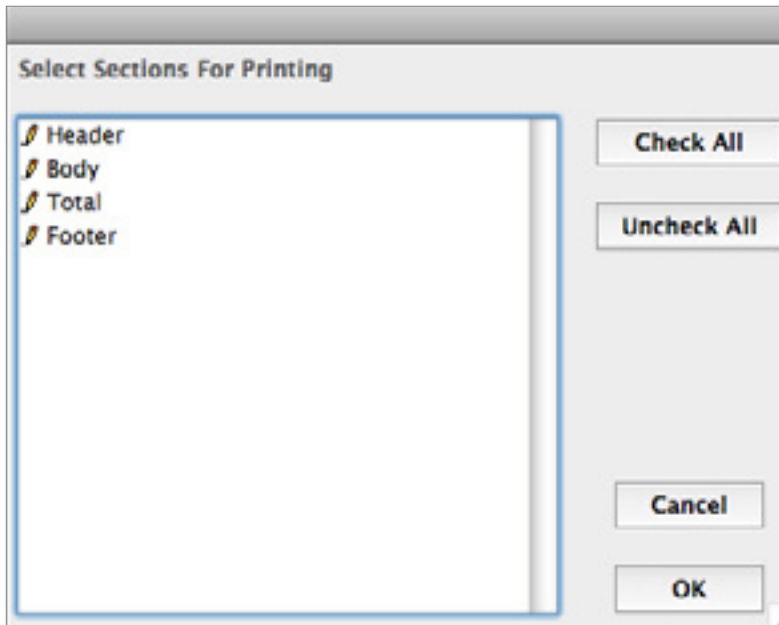 Select Sections For Printing
Header
Body
Total
Footer
Check All
Uncheck All
Cancel
OK